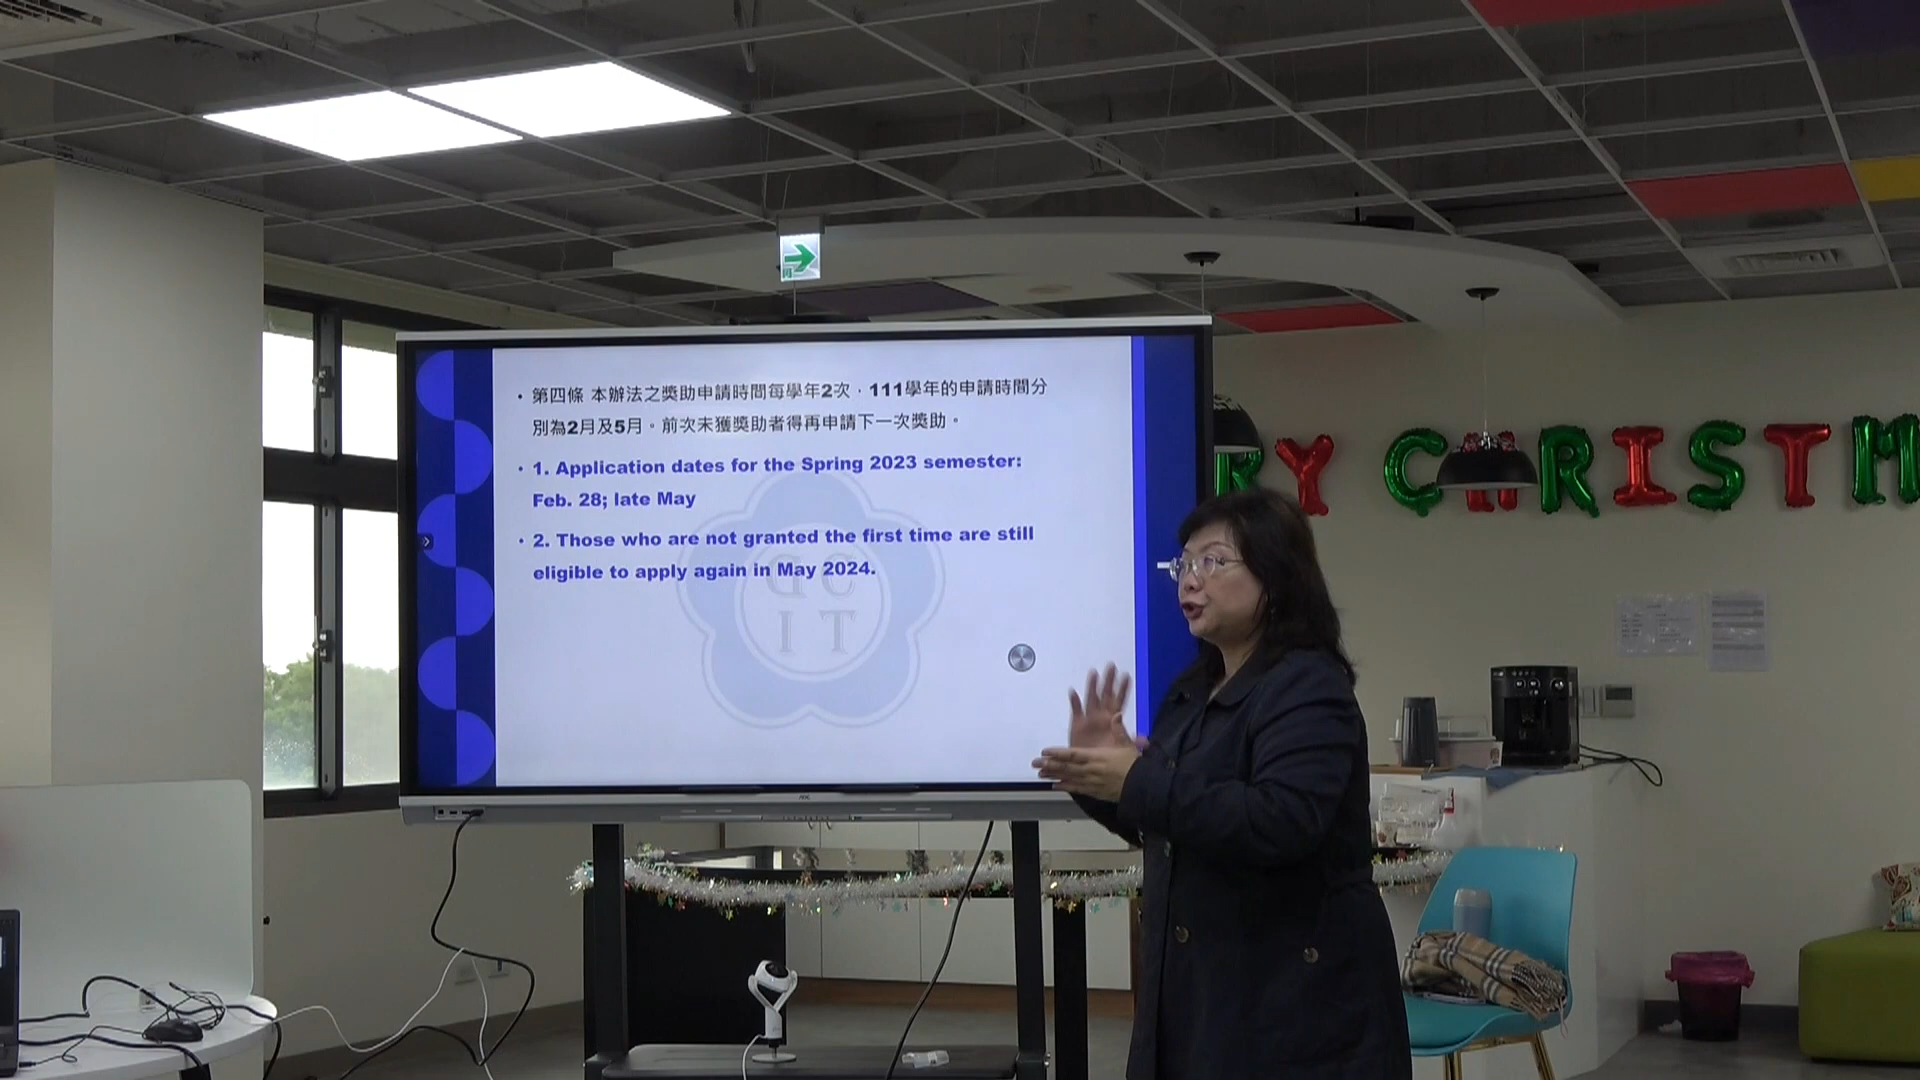 第四條 本辦法之獎助申請時間每學年2次，111學年的申請時間分
別為2月及5月。前次未獲獎助者得再申請下一次獎助。
1. Application dates for the Spring 2023 semester:
Feb. 28; late May
2. Those who are not granted the first time are still
eligible to apply again in May 2024.
D C
I T
RY CHRISTM